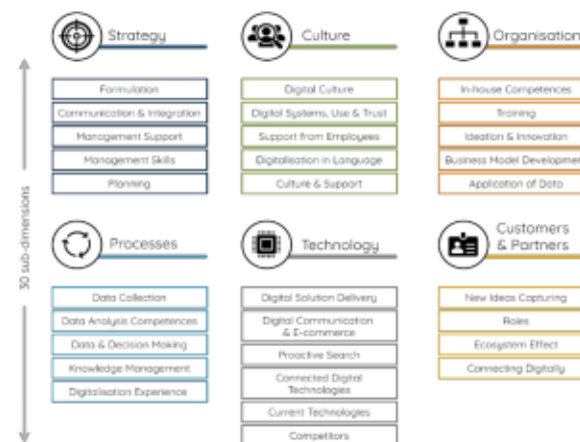 Strategy
Formulation
Communication & Integration
Management Support
Management Skills
Planning
Culture
Digital Culture
Digital Systems, Use & Trust
Support from Employees
Digitalisation in Language
Culture & Support
Organisation
In-house Competences
Training
Ideation & Innovation
Business Model Developmen
Application of Data
30 sub-dimensions
Processes
Data Collection
Data Analysis Competences
Data & Decision Making
Knowledge Management
Digitalisation Experience
Technology
Digital Solution Delivery
Digital Communication
& E-commerce
Proactive Search
Connected Digital
Technologies
Current Technologies
Competitors
Customers
& Partners
New Ideas Capturing
Roles
Ecosystem Effect
Connecting Digitally